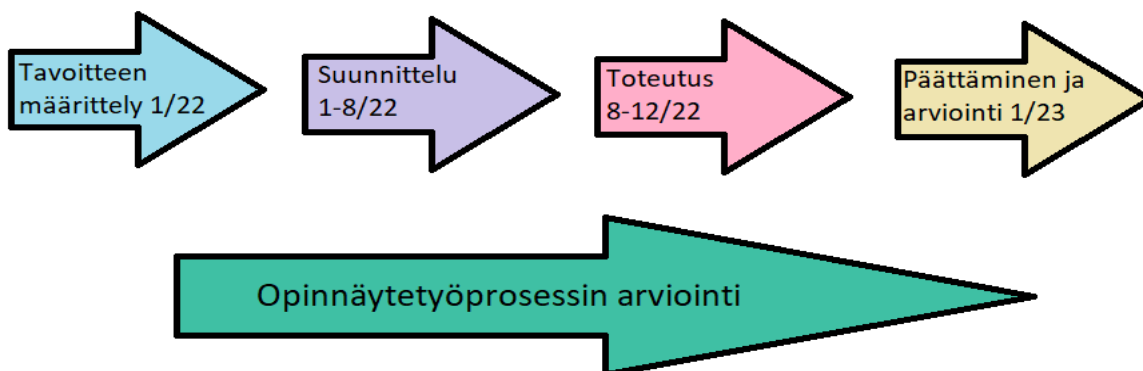 Tavoitteen
määrittely 1/22
Suunnittelu
1-8/22
Toteutus
8-12/22
Päättäminen ja
arviointi 1/23
Opinnäytetyöprosessin arviointi